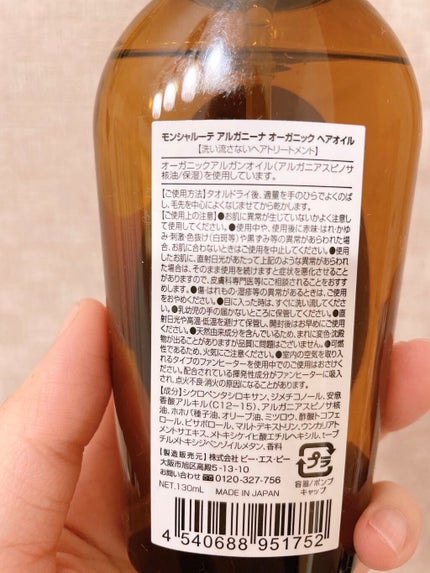 モンシャルーテ アルガニーナ オーガニック ヘアオイル
【洗い流さないヘアトリートメント】
オーガニックアルガンオイル(アルガニアスピノサ
核油/保湿)を使用しています。
【ご使用方法】タオルドライ後、適量を手のひらでよくのば
し、毛先を中心によくなじませてから乾かします。
【ご使用上の注意】●お肌に異常が生じていないかよく注意
して使用してください。●使用中や、使用後に赤味・はれ・かゆ
み・刺激・色抜け(白斑等)や黒ずみ等の異常があらわれた場
合、お肌に合わないときはご使用を中止してください。●使用
したお肌に、直射日光があたって上記のような異常があらわれ
た場合は、そのまま使用を続けますと症状を悪化させること
がありますので、皮膚科専門医等にご相談されることをおすす
めします。●傷・はれもの・湿疹等の異常があるときは、ご使用
をおやめください。●目に入った時は、すぐに洗い流してくだ
さい。●乳幼児の手の届かないところに保管してください。●直
射日光や高温・低温を避けて保管し、開封後はお早めにご使用
ください。●天然由来成分を含んでいるため、まれに変色・沈殿
物が出ることがありますが品質に問題はございません。●可燃
性であるため、火気にご注意ください。●室内の空気を取り入
れるタイプのファンヒーターを使用中でのご使用はおさけくだ
さい。配合されている揮発性成分がファンヒーターに吸入
され、点火不良・消火の原因になることがあります。
【成分】シクロペンタシロキサン、ジメチコノール、安息
香酸アルキル(C12-15)、アルガニアスピノサ核
油、ホホバ種子油、オリーブ油、ミツロウ、酢酸トコフェ
ロール、ビサボロール、マルトデキストリン、ウンカリアト
メントサエキス、メトキシケイヒ酸エチルヘキシル、t-ブ
チルメトキシジベンゾイルメタン、香料
【製造販売元】株式会社 ビー・エス・ピー
大阪市旭区高殿5-13-10
お問い合わせ 0120-327-756
NET.130mL MADE IN JAPAN
プラ
容器/ポンプ
キャップ
4 540688 951752